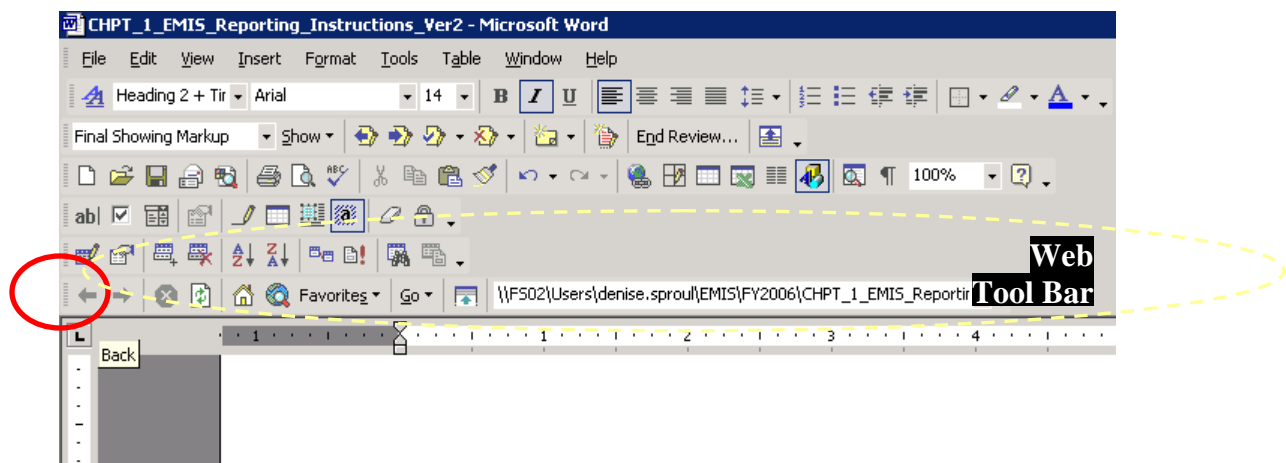 CHPT_1_EMIS_Reporting_Instructions_Ver2 - Microsoft Word
File Edit View Insert Format Tools Table Window Help
Heading 2 + Tir Arial 14 B I U A
Final Showing Markup Show End Review...
ABC 100%
ab| a
A Z Z A
Web
Favorites Go \\FS02\Users\denise.sproul\EMIS\FY2006\CHPT_1_EMIS_Reportin Tool Bar
L 1 1 2 3 4
Back